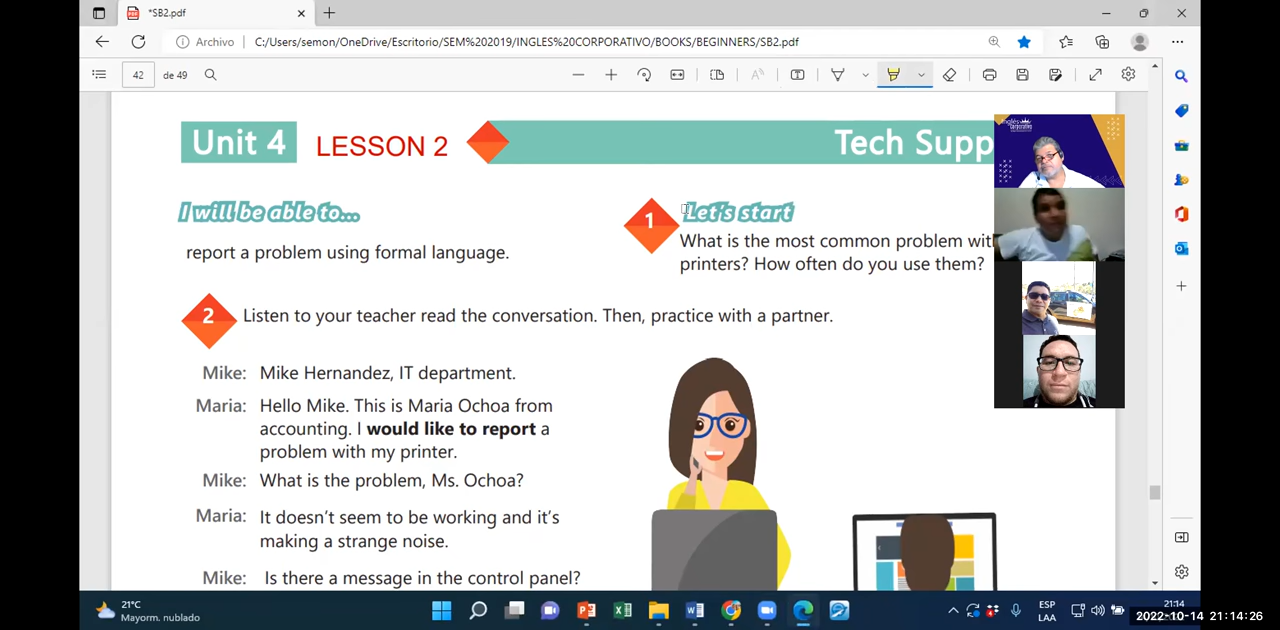 *SB2.pdf
Archivo C:/Users/semon/OneDrive/Escritorio/SEM%202019/INGLES%20CORPORATIVO/BOOKS/BEGINNERS/SB2.pdf
42 de 49
Unit 4 LESSON 2 Tech Supp
I will be able to...
report a problem using formal language.
1 Let's start
What is the most common problem wit
printers? How often do you use them?
2 Listen to your teacher read the conversation. Then, practice with a partner.
Mike: Mike Hernandez, IT department.
Maria: Hello Mike. This is Maria Ochoa from
accounting. I would like to report a
problem with my printer.
Mike: What is the problem, Ms. Ochoa?
Maria: It doesn't seem to be working and it's
making a strange noise.
Mike: Is there a message in the control panel?
21°C
Mayorm. nublado
ESP
LAA
21:14
2022-10-14 21:14:26